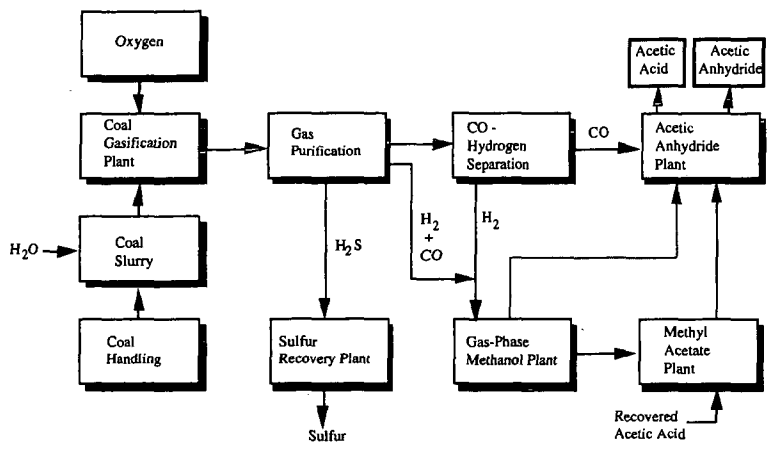 Oxygen
Acetic
Acid
Acetic
Anhydride
Coal
Gasification
Plant
Gas
Purification
CO -
Hydrogen
Separation
CO
Acetic
Anhydride
Plant
H2O
Coal
Slurry
H2S
H2
+
CO
H2
Coal
Handling
Sulfur
Recovery Plant
Gas-Phase
Methanol Plant
Methyl
Acetate
Plant
Sulfur
Recovered
Acetic Acid